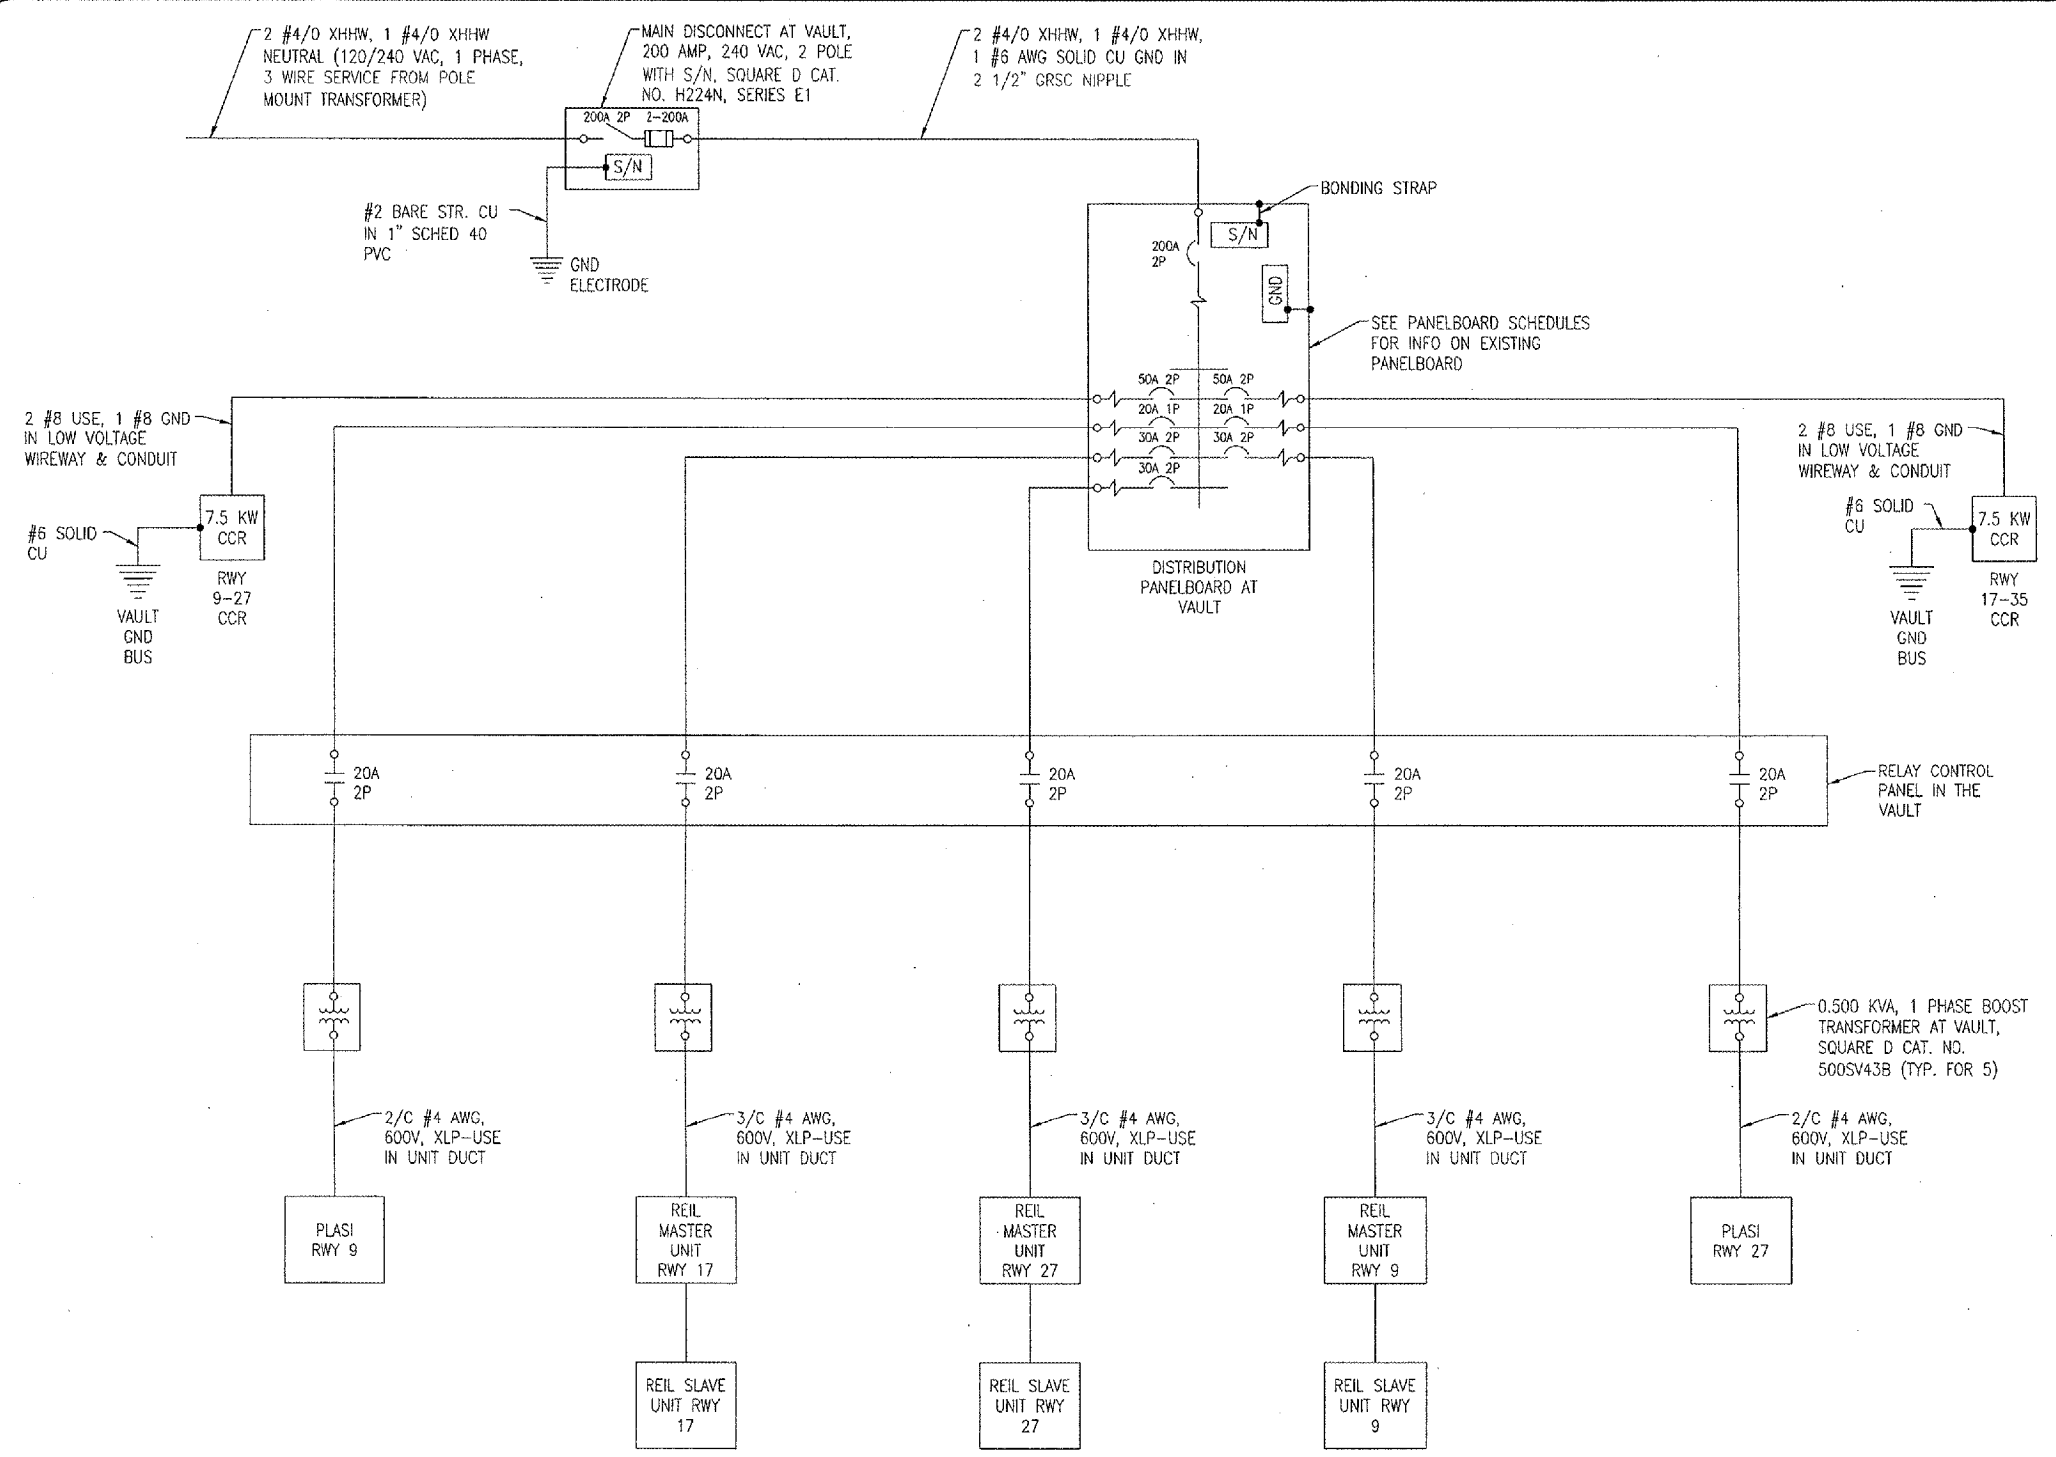 2 #4/0 XHHW, 1 #4/0 XHHW
NEUTRAL (120/240 VAC, 1 PHASE,
3 WIRE SERVICE FROM POLE
MOUNT TRANSFORMER)
MAIN DISCONNECT AT VAULT,
200 AMP, 240 VAC, 2 POLE
WITH S/N, SQUARE D CAT.
NO. H224N, SERIES E1
2 #4/0 XHHW, 1 #4/0 XHHW,
1 #6 AWG SOLID CU GND IN
2 1/2" GRSC NIPPLE
200A 2P
2-200A
S/N
#2 BARE STR. CU
IN 1" SCHED 40
PVC
GND
ELECTRODE
BONDING STRAP
S/N
200A
2P
GND
SEE PANELBOARD SCHEDULES
FOR INFO ON EXISTING
PANELBOARD
50A 2P
50A 2P
20A 1P
20A 1P
30A 2P
30A 2P
30A 2P
DISTRIBUTION
PANELBOARD AT
VAULT
2 #8 USE, 1 #8 GND
IN LOW VOLTAGE
WIREWAY & CONDUIT
#6 SOLID
CU
7.5 KW
CCR
RWY
9-27
CCR
VAULT
GND
BUS
2 #8 USE, 1 #8 GND
IN LOW VOLTAGE
WIREWAY & CONDUIT
#6 SOLID
CU
7.5 KW
CCR
RWY
17-35
CCR
VAULT
GND
BUS
20A
2P
20A
2P
20A
2P
20A
2P
20A
2P
RELAY CONTROL
PANEL IN THE
VAULT
0.500 KVA, 1 PHASE BOOST
TRANSFORMER AT VAULT,
SQUARE D CAT. NO.
500SV43B (TYP. FOR 5)
2/C #4 AWG,
600V, XLP-USE
IN UNIT DUCT
3/C #4 AWG,
600V, XLP-USE
IN UNIT DUCT
3/C #4 AWG,
600V, XLP-USE
IN UNIT DUCT
3/C #4 AWG,
600V, XLP-USE
IN UNIT DUCT
2/C #4 AWG,
600V, XLP-USE
IN UNIT DUCT
PLASI
RWY 9
REIL
MASTER
UNIT
RWY 17
REIL
MASTER
UNIT
RWY 27
REIL
MASTER
UNIT
RWY 9
PLASI
RWY 27
REIL SLAVE
UNIT RWY
17
REIL SLAVE
UNIT RWY
27
REIL SLAVE
UNIT RWY
9